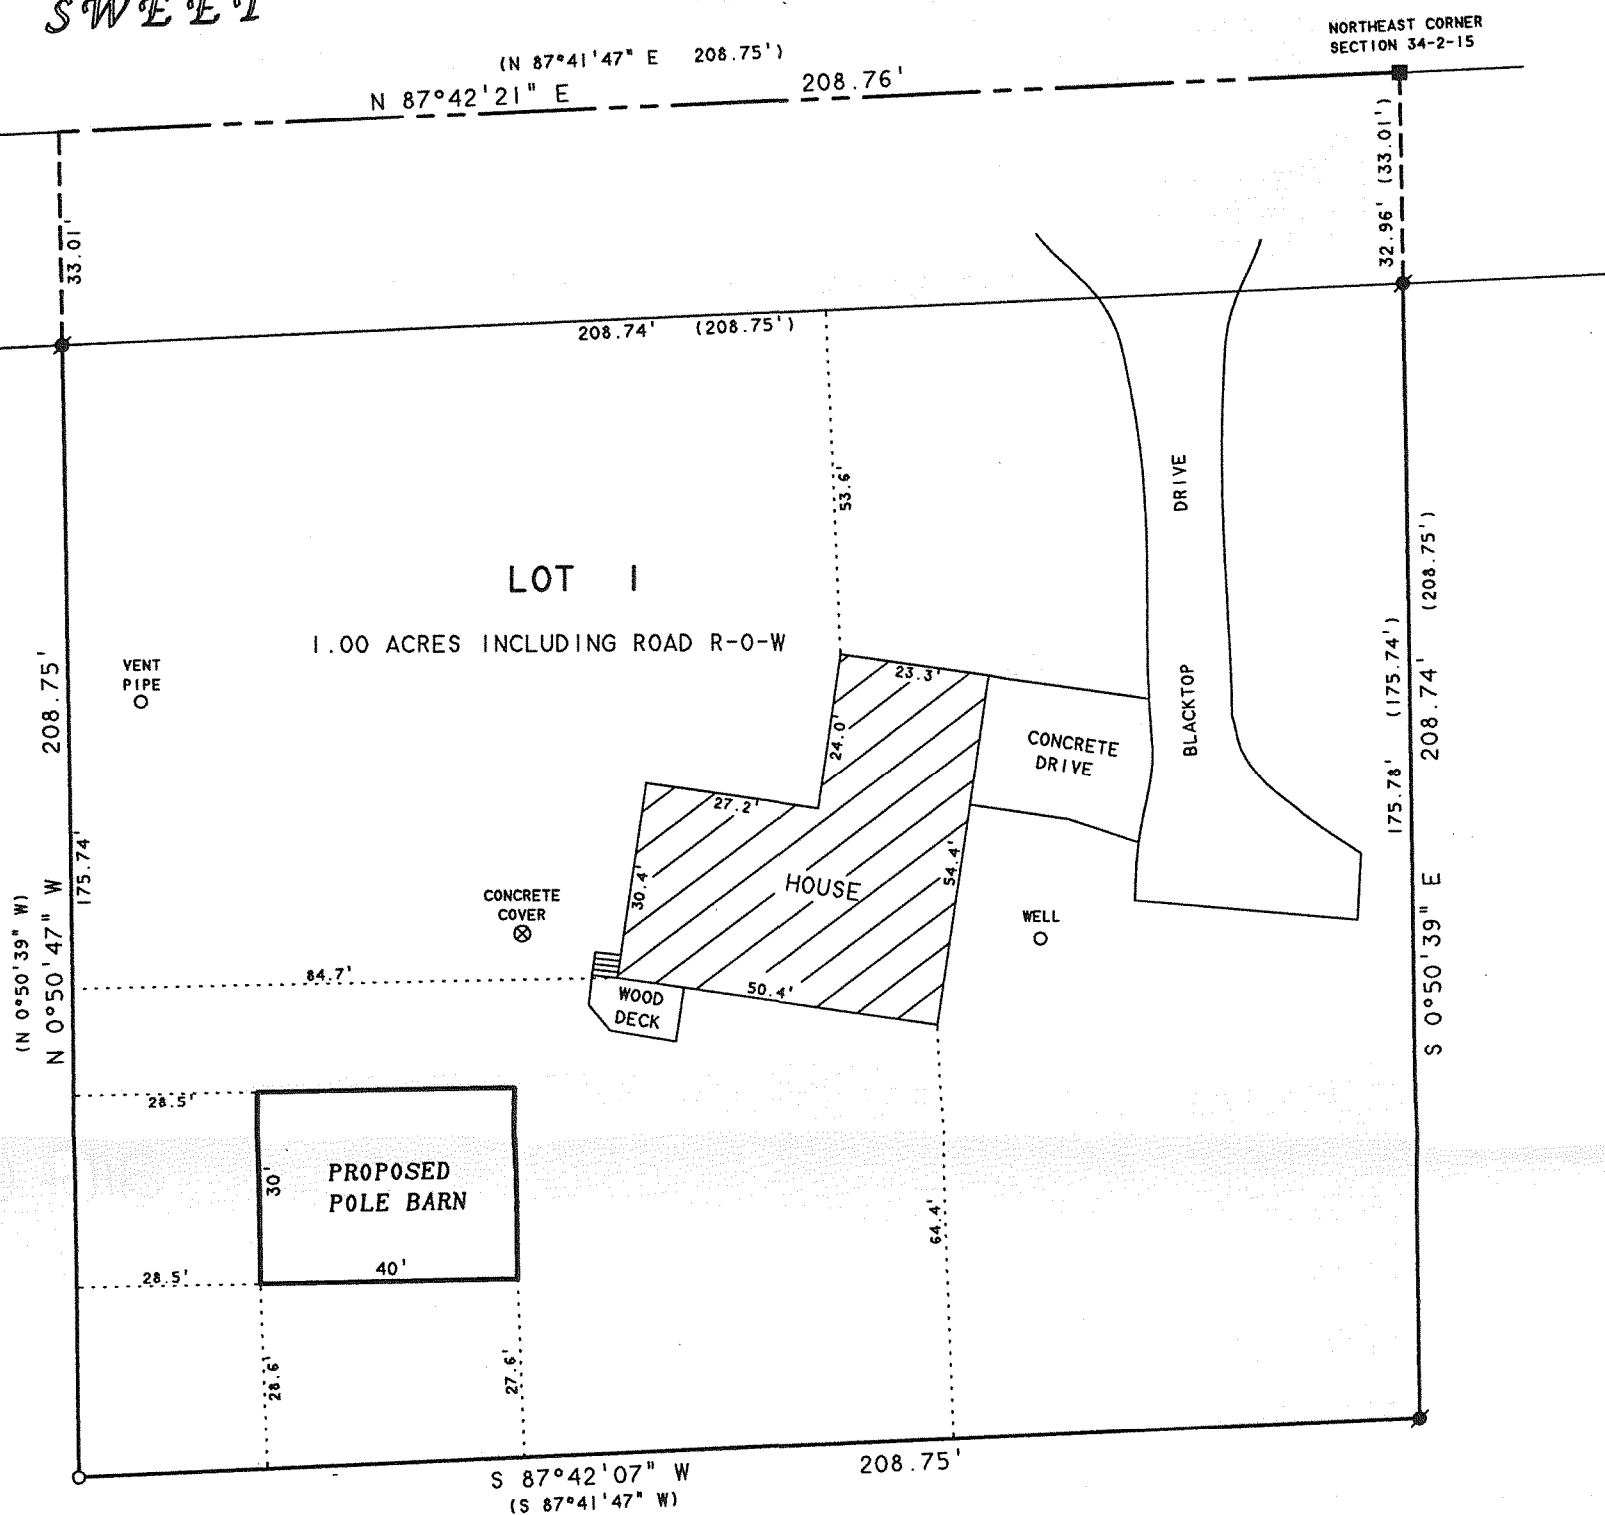 SWEET
NORTHEAST CORNER
SECTION 34-2-15
(N 87°41'47" E 208.75')
N 87°42'21" E 208.76'
33.01'
32.96' (33.01')
208.74' (208.75')
53.6'
DRIVE
BLACKTOP
LOT 1
1.00 ACRES INCLUDING ROAD R-O-W
VENT
PIPE
23.3'
24.0'
CONCRETE
DRIVE
27.2'
30.4'
HOUSE
54.4'
CONCRETE
COVER
WELL
84.7'
50.4'
WOOD
DECK
(N 0°50'39" W)
N 0°50'47" W 208.75'
175.74'
175.78' (175.74')
S 0°50'39" E 208.74' (208.75')
28.5'
30'
PROPOSED
POLE BARN
40'
28.5'
28.6'
27.6'
64.4'
S 87°42'07" W 208.75'
(S 87°41'47" W)